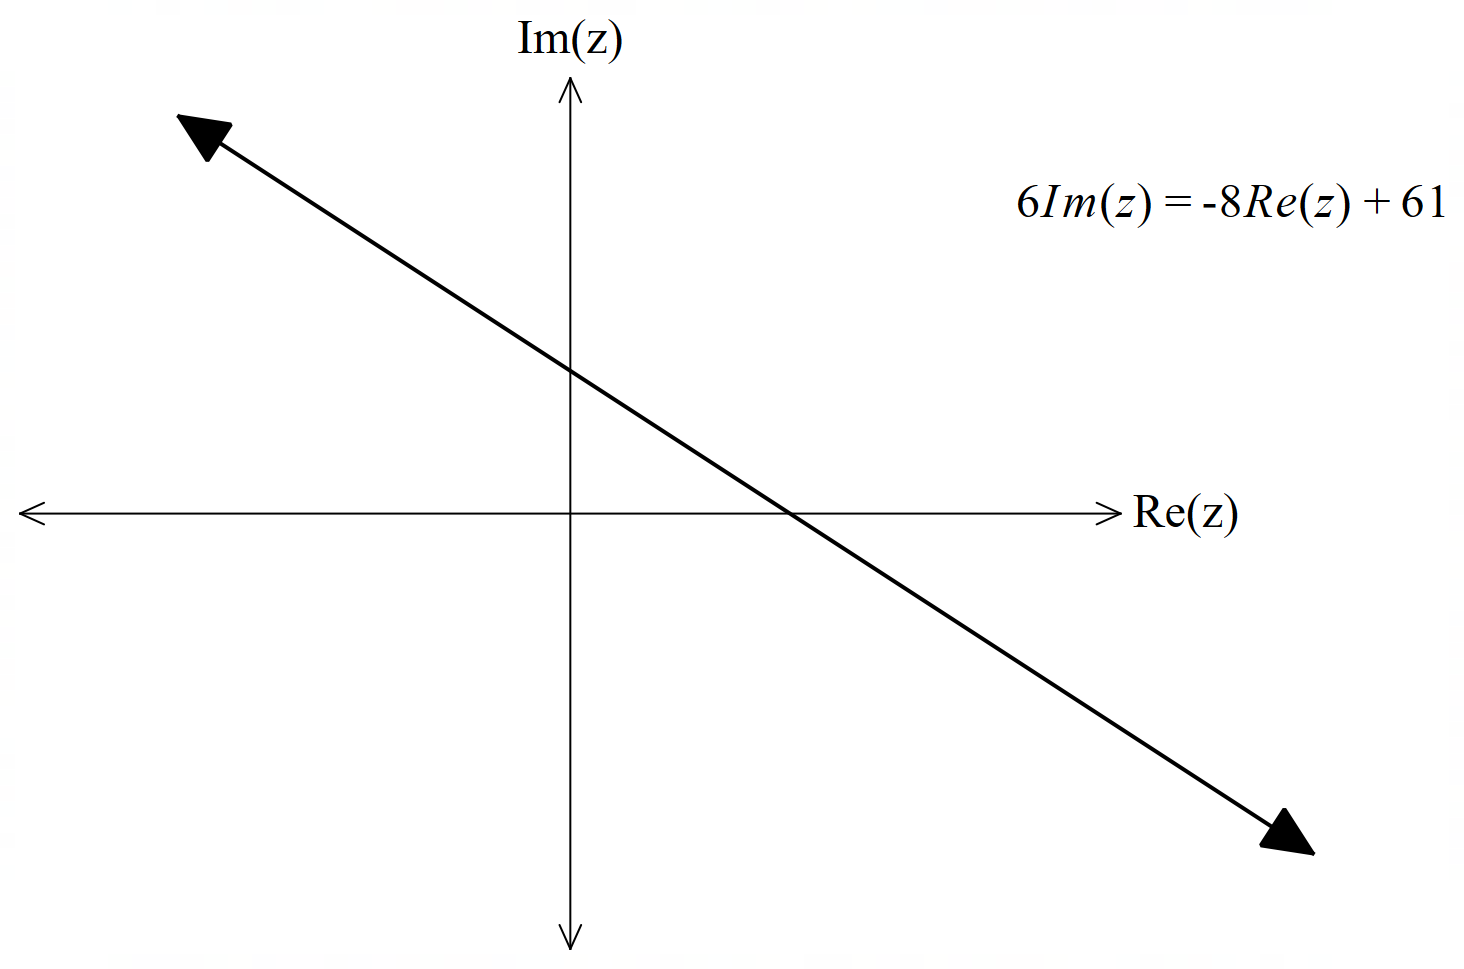 Im(z)
6Im(z) = -8Re(z) + 61
Re(z)